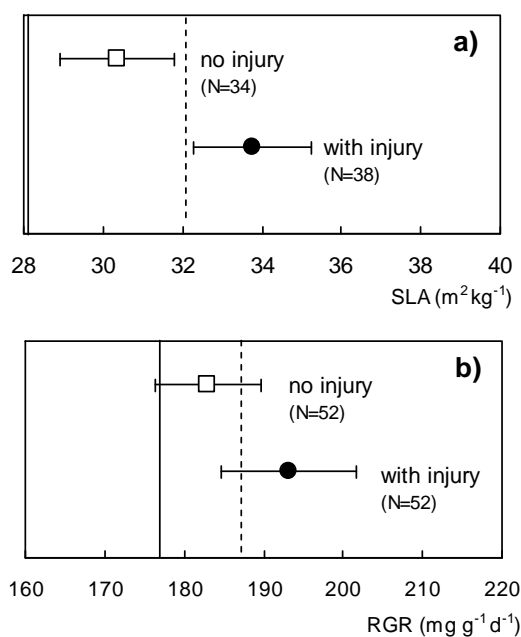 a)
no injury
(N=34)
with injury
(N=38)
28 30 32 34 36 38 40
SLA (m² kg⁻¹)
b)
no injury
(N=52)
with injury
(N=52)
160 170 180 190 200 210 220
RGR (mg g⁻¹ d⁻¹)